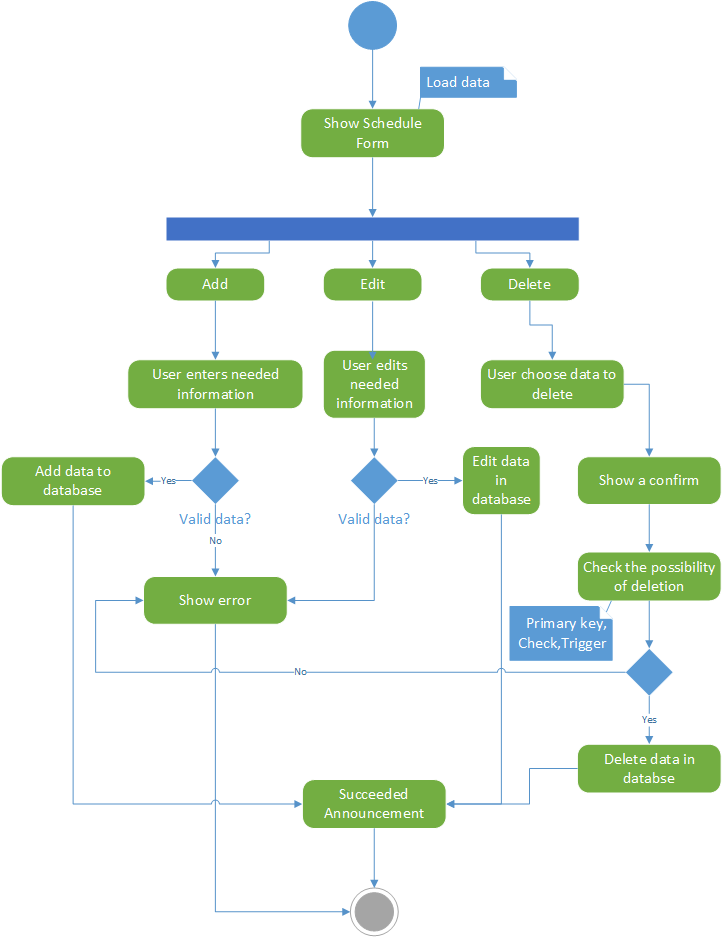 Load data
Show Schedule
Form
Add
Edit
Delete
User enters needed
information
User edits
needed
information
User choose data to
delete
Add data to
database
Yes
Valid data?
No
Yes
Valid data?
Edit data
in
database
Show a confirm
Check the possibility
of deletion
Show error
Primary key,
Check,Trigger
No
Yes
Delete data in
databse
Succeeded
Announcement